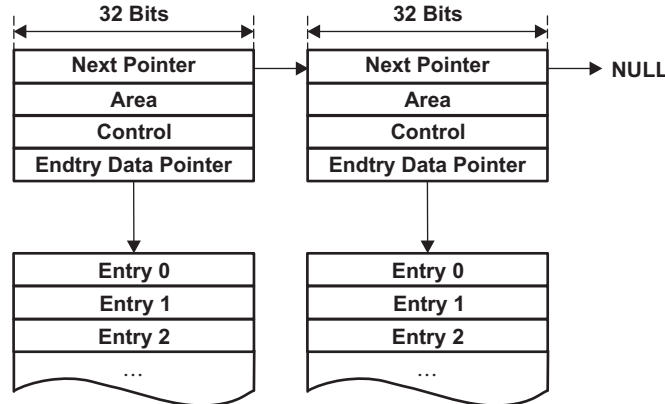 32 Bits
32 Bits
Next Pointer
Next Pointer
NULL
Area
Area
Control
Control
Endtry Data Pointer
Endtry Data Pointer
Entry 0
Entry 0
Entry 1
Entry 1
Entry 2
Entry 2
...
...